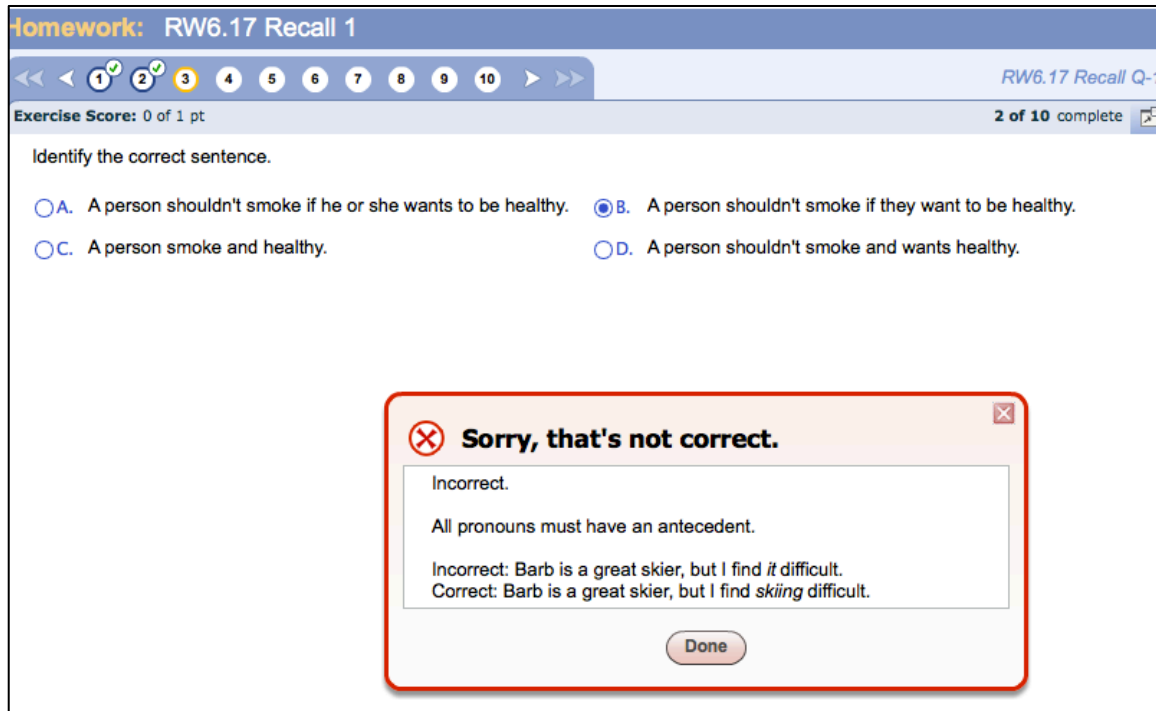 Homework: RW6.17 Recall 1
1 2 3 4 5 6 7 8 9 10
RW6.17 Recall Q-1
Exercise Score: 0 of 1 pt 2 of 10 complete
Identify the correct sentence.
A. A person shouldn't smoke if he or she wants to be healthy. B. A person shouldn't smoke if they want to be healthy.
C. A person smoke and healthy. D. A person shouldn't smoke and wants healthy.
Sorry, that's not correct.
Incorrect.
All pronouns must have an antecedent.
Incorrect: Barb is a great skier, but I find it difficult.
Correct: Barb is a great skier, but I find skiing difficult.
Done